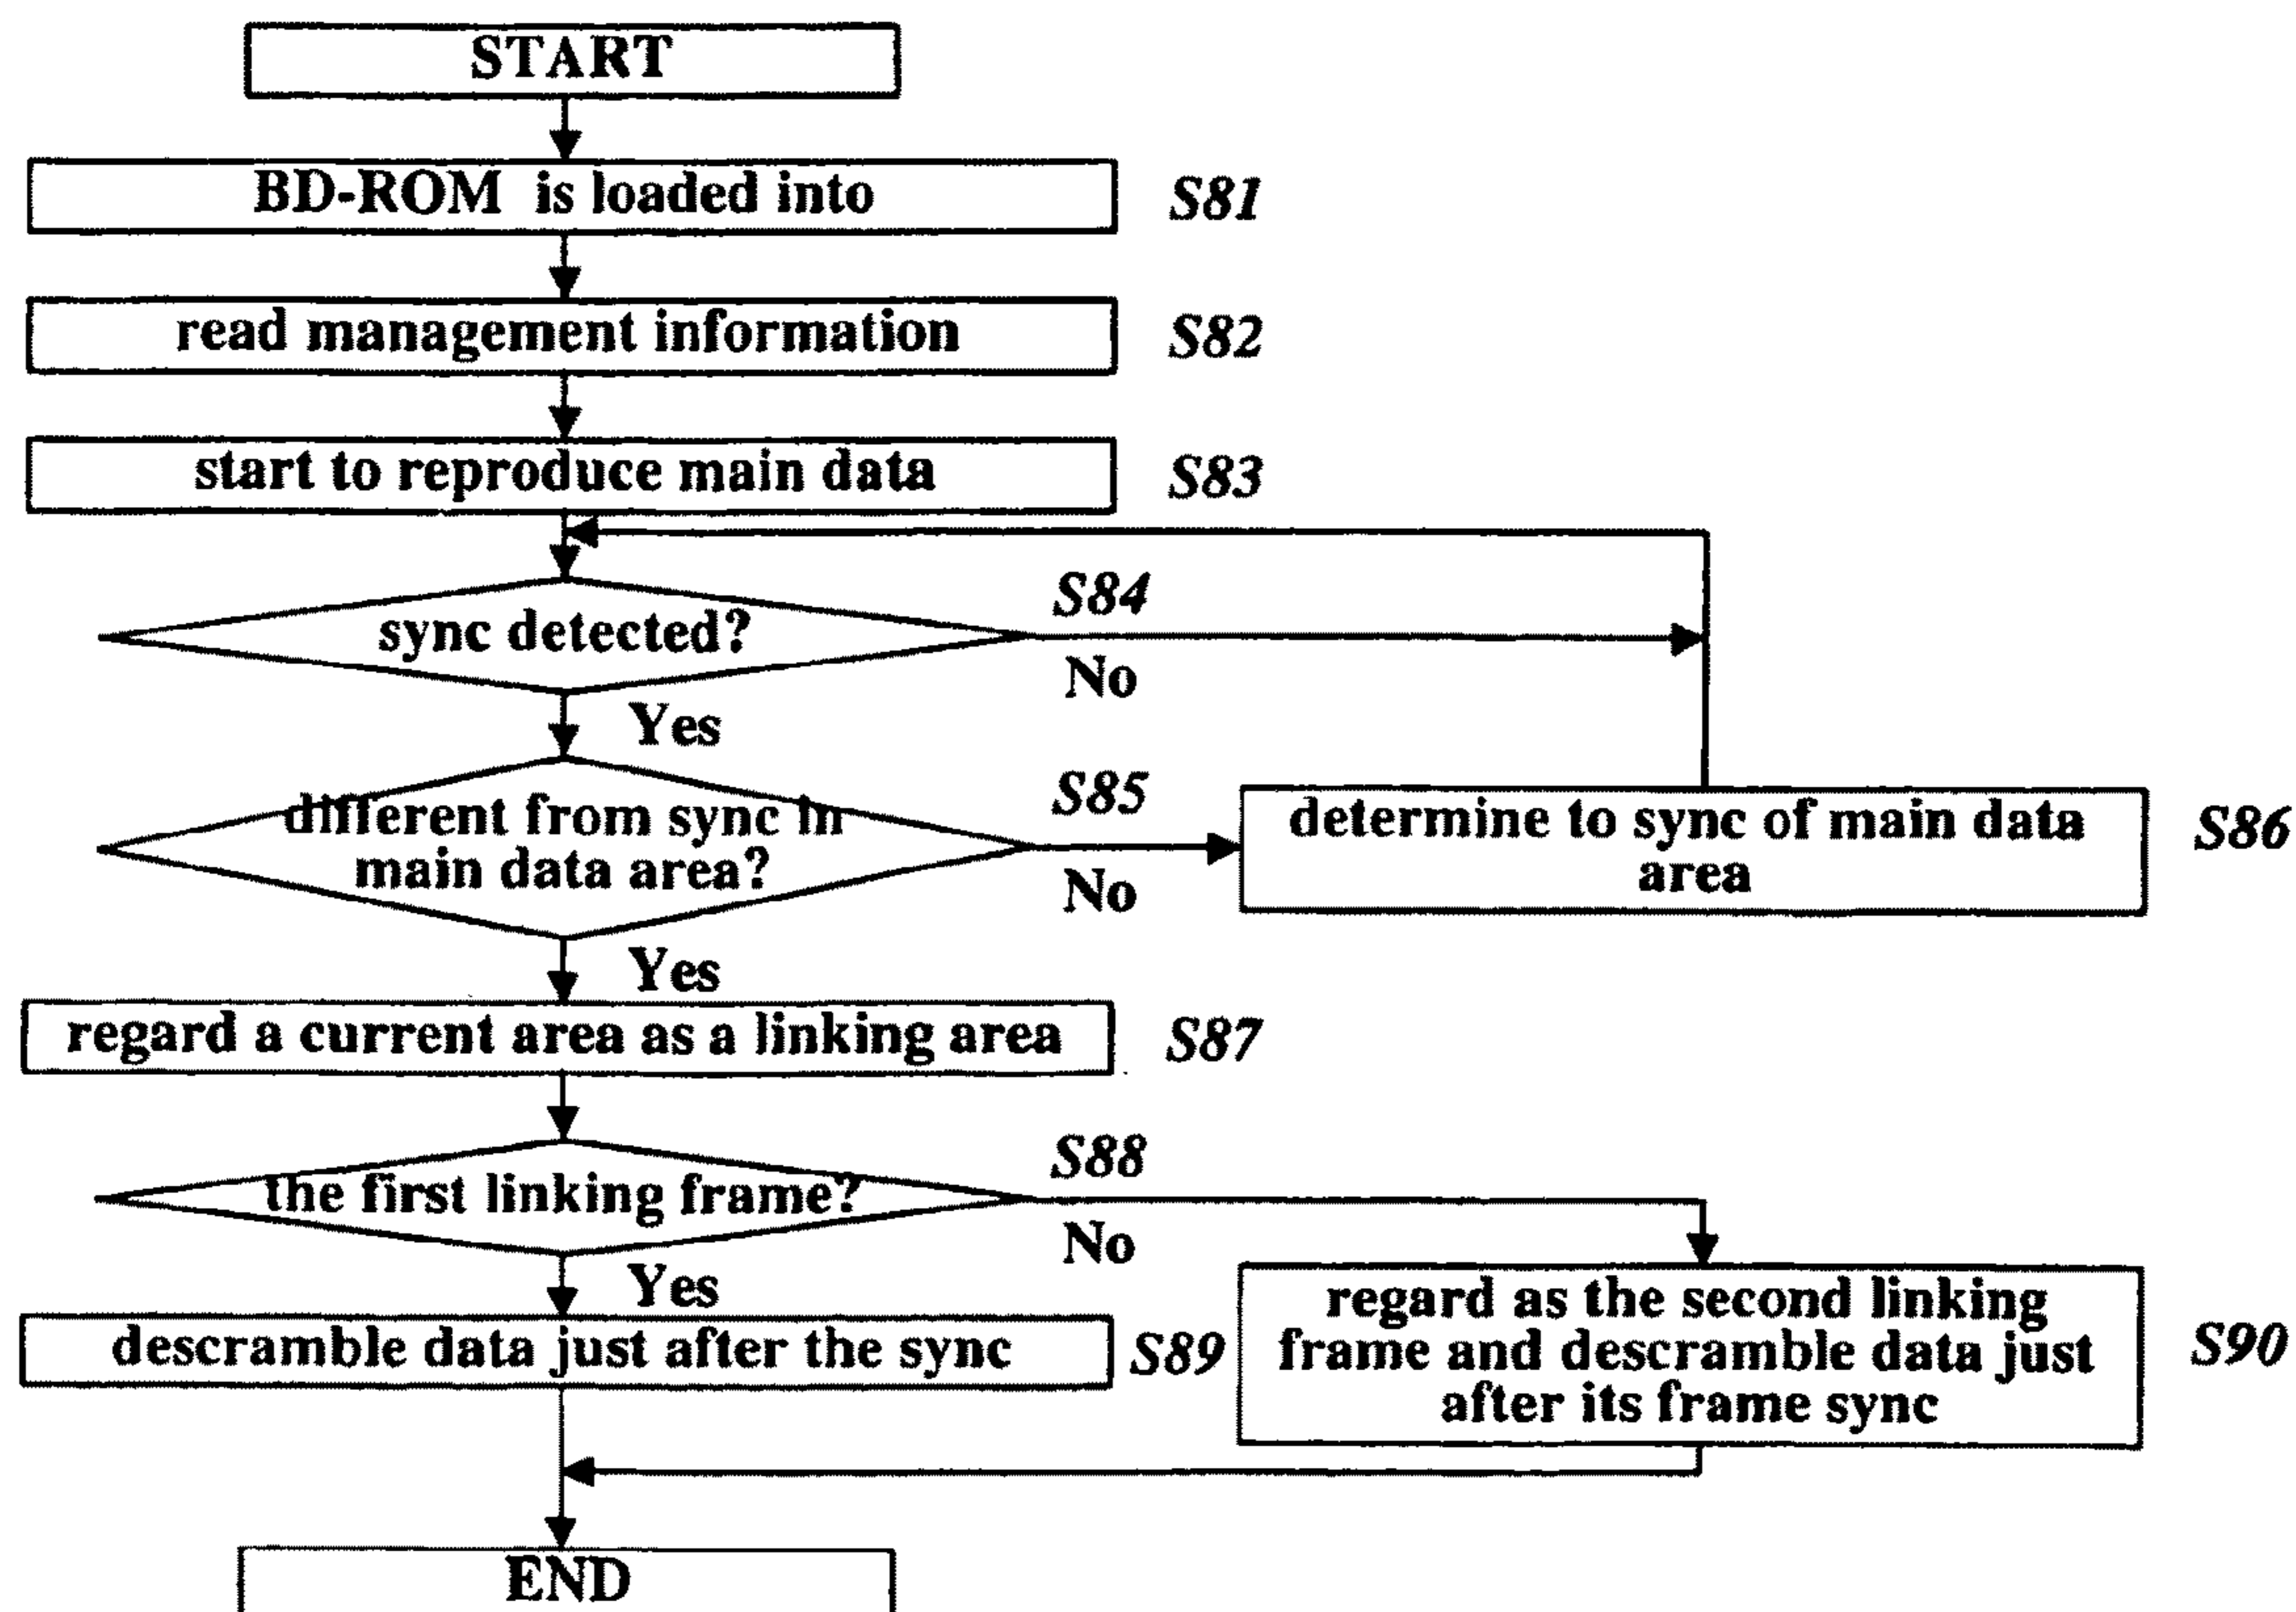 START
BD-ROM is loaded into
S81
read management information
S82
start to reproduce main data
S83
sync detected?
S84
No
Yes
different from sync in
main data area?
S85
No
determine to sync of main data
area
S86
Yes
regard a current area as a linking area
S87
the first linking frame?
S88
No
Yes
descramble data just after the sync
S89
regard as the second linking
frame and descramble data just
after its frame sync
S90
END